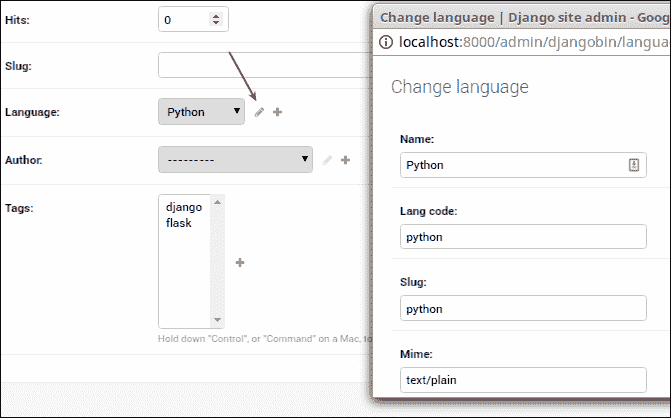 Hits:
0
Slug:
Language:
Python
Author:
---------
Tags:
django
flask
Hold down "Control", or "Command" on a Mac, to
Change language | Django site admin - Goog
localhost:8000/admin/djangobin/langua
Change language
Name:
Python
Lang code:
python
Slug:
python
Mime:
text/plain